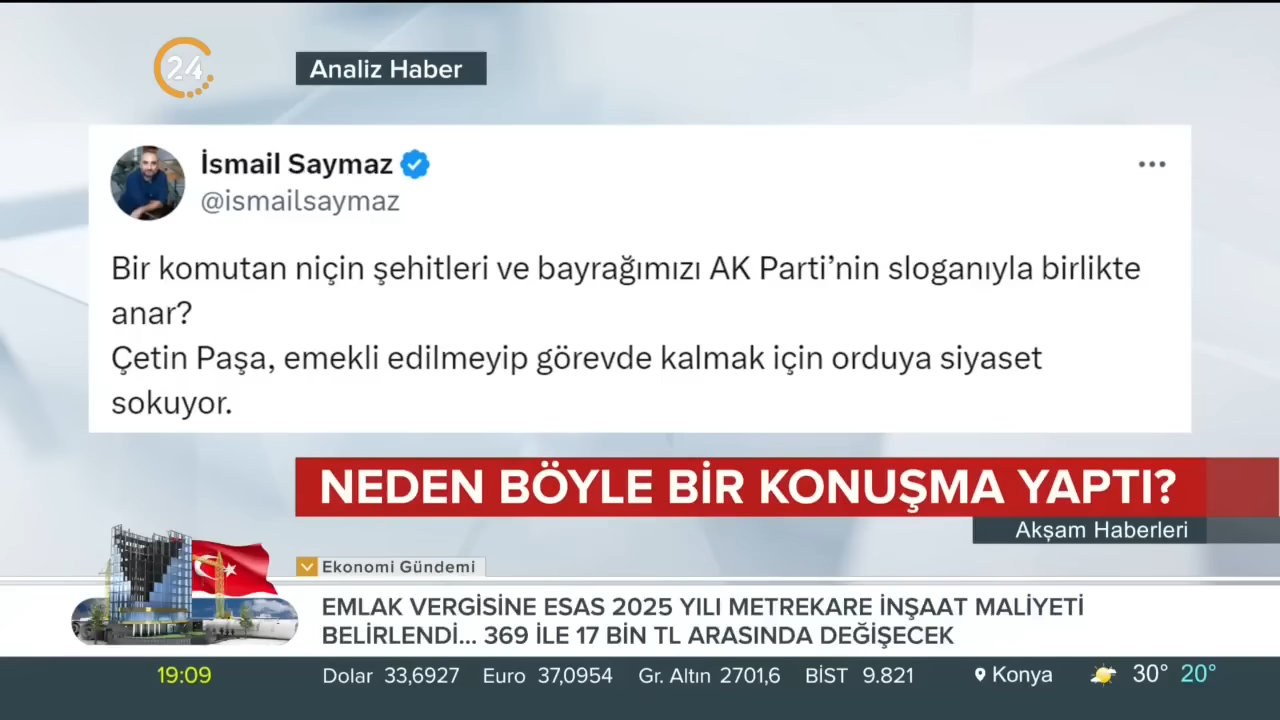 24
Analiz Haber
İsmail Saymaz
@ismailsaymaz
Bir komutan niçin şehitleri ve bayrağımızı AK Parti’nin sloganıyla birlikte
anar?
Çetin Paşa, emekli edilmeyip görevde kalmak için orduya siyaset
sokuyor.
NEDEN BÖYLE BİR KONUŞMA YAPTI?
Akşam Haberleri
Ekonomi Gündemi
EMLAK VERGİSİNE ESAS 2025 YILI METREKARE İNŞAAT MALİYETİ
BELİRLENDİ... 369 İLE 17 BİN TL ARASINDA DEĞİŞECEK
19:09 Dolar 33,6927 Euro 37,0954 Gr. Altın 2701,6 BİST 9.821 Konya 30° 20°